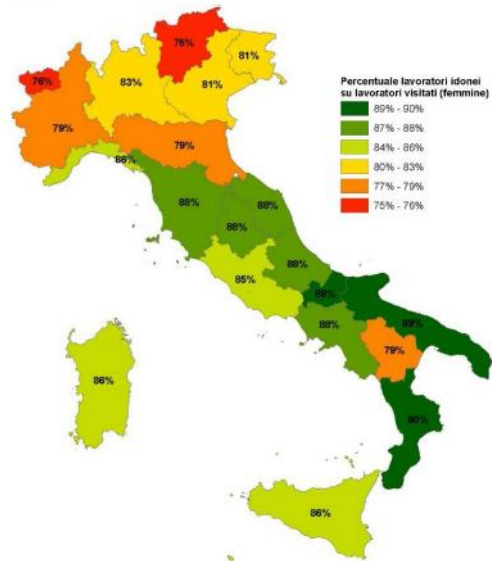 75%
76%
83%
81%
81%
79%
79%
86%
88%
88%
88%
88%
85%
89%
89%
88%
79%
90%
86%
86%
Percentuale lavoratori idonei
su lavoratori visitati (femmine)
89% - 90%
87% - 88%
84% - 86%
80% - 83%
77% - 79%
75% - 76%